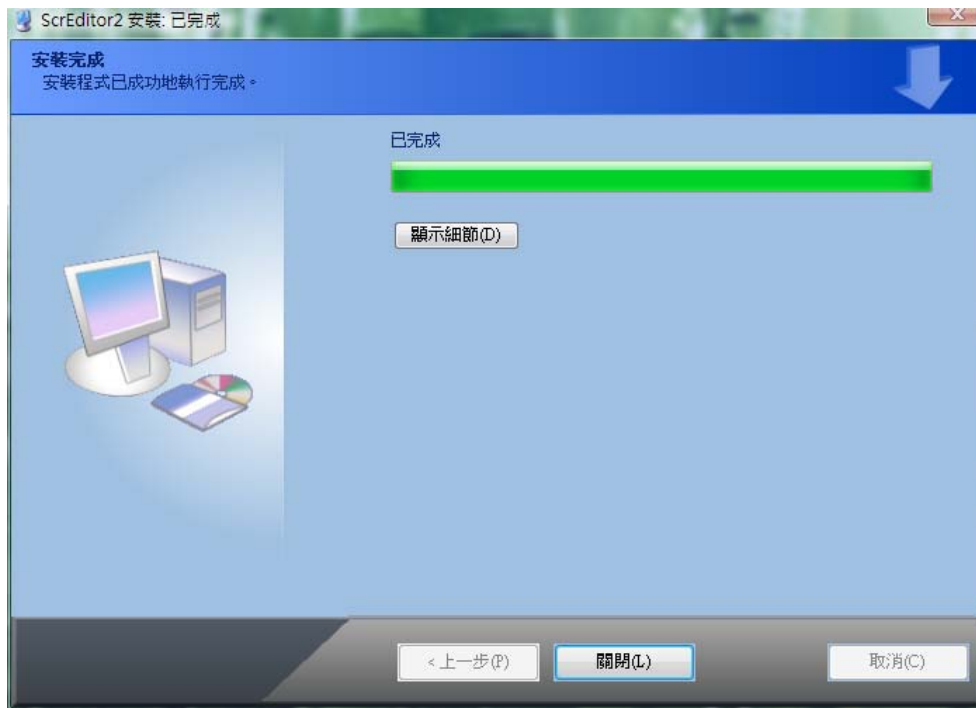 ScrEditor2 安裝: 已完成
安裝完成
安裝程式已成功地執行完成。
已完成
顯示細節(D)
<上一步(P)
關閉(L)
取消(C)